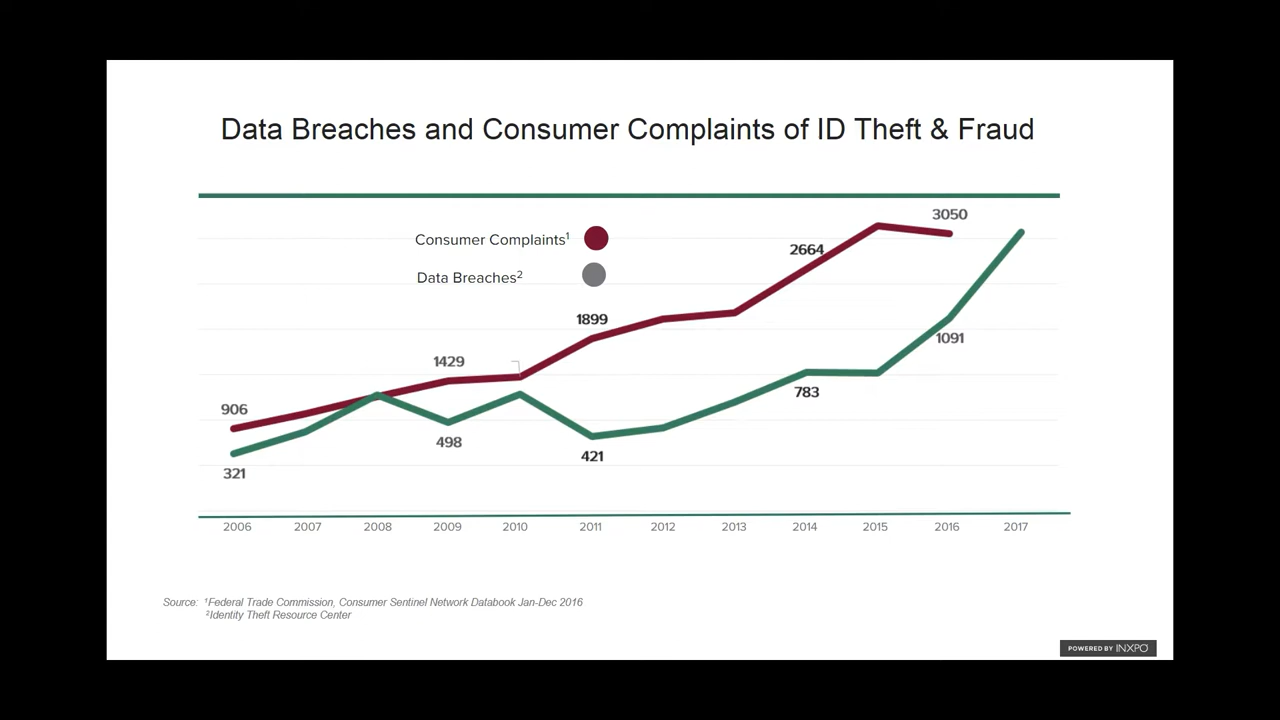 Data Breaches and Consumer Complaints of ID Theft & Fraud
Consumer Complaints¹
Data Breaches²
3050
2664
1899
1429
906
1091
783
498
421
321
2006 2007 2008 2009 2010 2011 2012 2013 2014 2015 2016 2017
Source: ¹Federal Trade Commission, Consumer Sentinel Network Databook Jan-Dec 2016
²Identity Theft Resource Center
POWERED BY INXPO